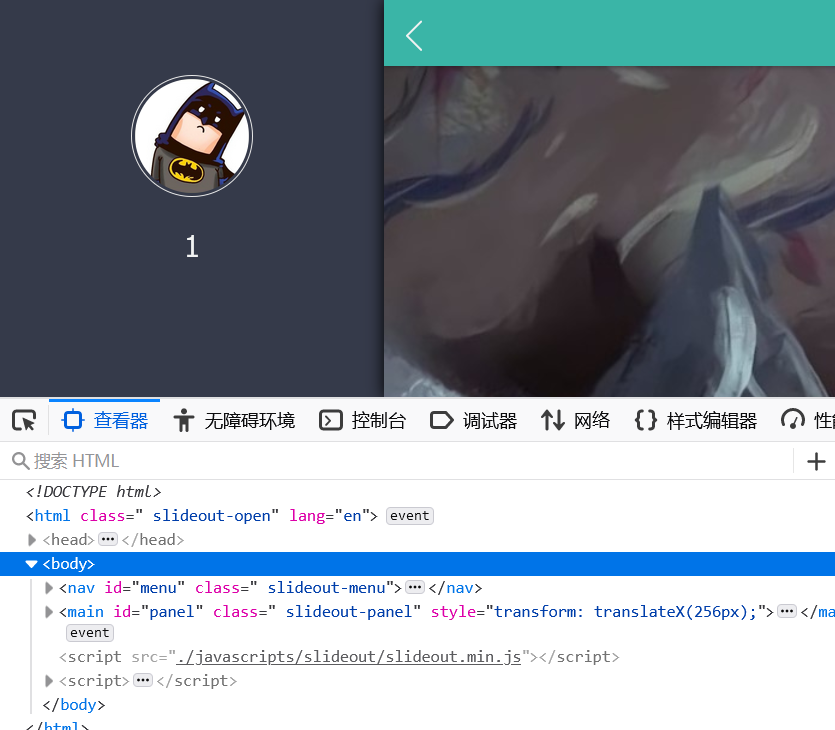 1
查看器 无障碍环境 控制台 调试器 网络 {} 样式编辑器 性能
搜索 HTML
<!DOCTYPE html>
<html class=" slideout-open" lang="en"> event
<head>···</head>
<body>
<nav id="menu" class=" slideout-menu">···</nav>
<main id="panel" class=" slideout-panel" style="transform: translateX(256px);">···</ma
event
<script src="./javascripts/slideout/slideout.min.js"></script>
<script>···</script>
</body>
</html>